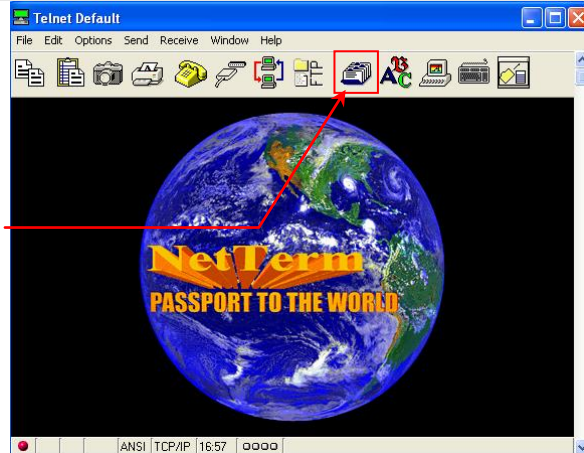 Telnet Default
File Edit Options Send Receive Window Help
NetTerm
PASSPORT TO THE WORLD
ANSI TCP/IP 16:57 0000